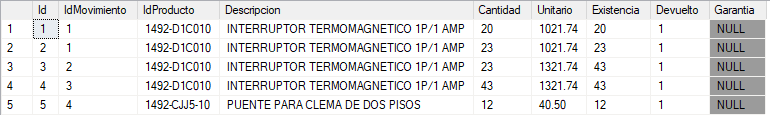 Id IdMovimiento IdProducto Descripcion Cantidad Unitario Existencia Devuelto Garantia
1 1 1 1492-D1C010 INTERRUPTOR TERMOMAGNETICO 1P/1 AMP 20 1021.74 20 1 NULL
2 2 1 1492-D1C010 INTERRUPTOR TERMOMAGNETICO 1P/1 AMP 23 1021.74 23 1 NULL
3 3 2 1492-D1C010 INTERRUPTOR TERMOMAGNETICO 1P/1 AMP 23 1321.74 43 1 NULL
4 4 3 1492-D1C010 INTERRUPTOR TERMOMAGNETICO 1P/1 AMP 43 1321.74 43 1 NULL
5 5 4 1492-CJJ5-10 PUENTE PARA CLEMA DE DOS PISOS 12 40.50 12 1 NULL